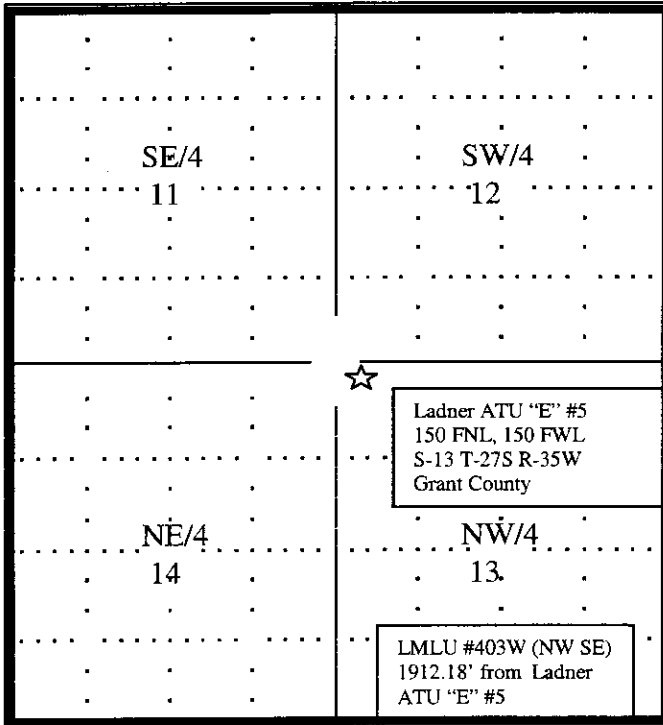 SE/4
11
SW/4
12
Ladner ATU “E” #5
150 FNL, 150 FWL
S-13 T-27S R-35W
Grant County
NE/4
14
NW/4
13
LMLU #403W (NW SE)
1912.18’ from Ladner
ATU “E” #5